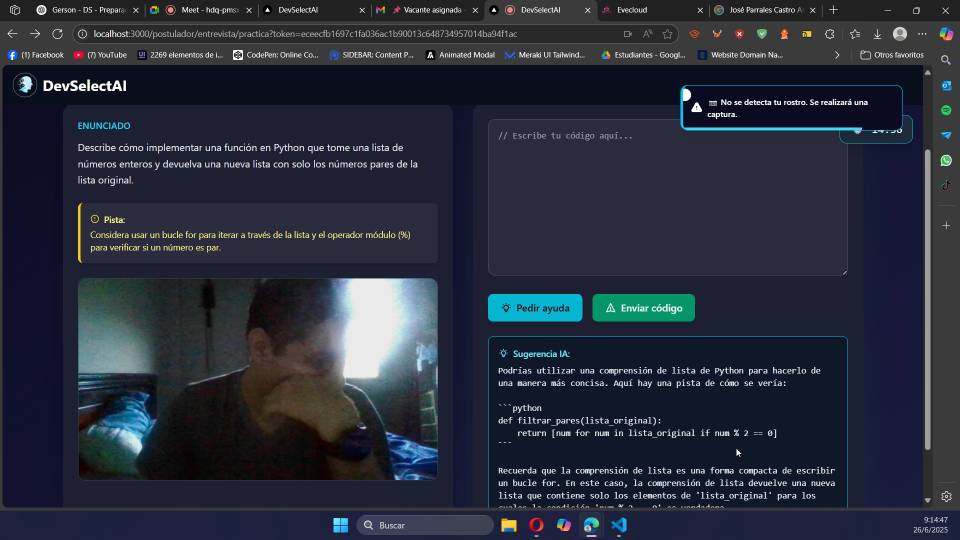 Gerson - DS - Prepara
Meet - hdq-pmsx
DevSelectAI
Vacante asignada
DevSelectAI
Evecloud
José Parrales Castro
localhost:3000/postulador/entrevista/practica?token=eceecfb1697c1fa036ac1b90013c648734957014ba94f1ac
(1) Facebook
(7) YouTube
2269 elementos de i...
CodePen: Online Co...
SIDEBAR: Content P...
Animated Modal
Meraki UI Tailwind...
Estudiantes - Googl...
Website Domain Na...
Otros favoritos
DevSelectAI
No se detecta tu rostro. Se realizará una
captura.
ENUNCIADO
Describe cómo implementar una función en Python que tome una lista de
números enteros y devuelva una nueva lista con solo los números pares de la
lista original.
Pista:
Considera usar un bucle for para iterar a través de la lista y el operador módulo (%)
para verificar si un número es par.
// Escribe tu código aquí...
Pedir ayuda
Enviar código
Sugerencia IA:
Podrías utilizar una comprensión de lista de Python para hacerlo de
una manera más concisa. Aquí hay una pista de cómo se vería:
```python
def filtrar_pares(lista_original):
    return [num for num in lista_original if num % 2 == 0]
```
Recuerda que la comprensión de lista es una forma compacta de escribir
un bucle for. En este caso, la comprensión de lista devuelve una nueva
lista que contiene solo los elementos de 'lista_original' para los
Buscar
9:14:47
26/6/2025